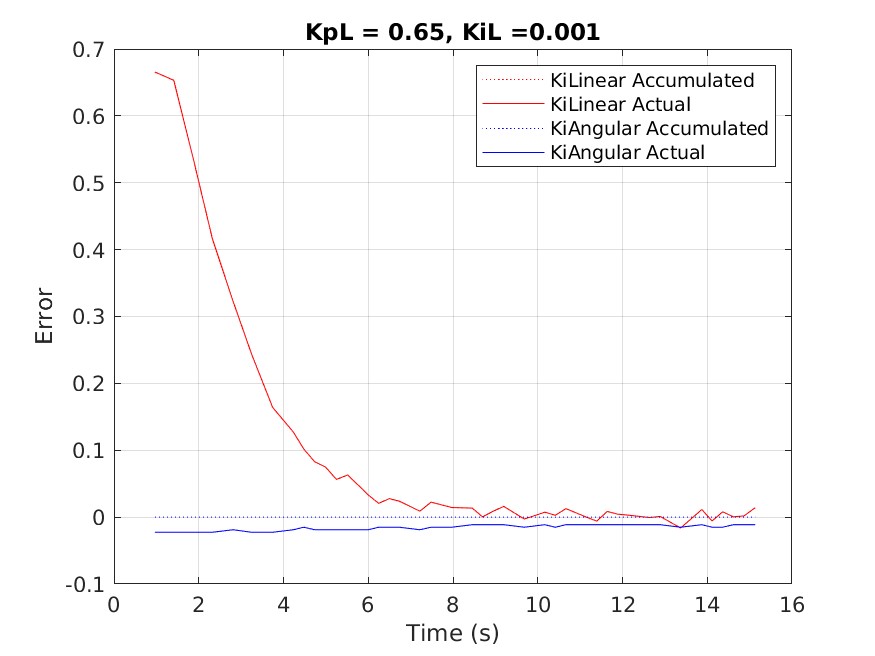 KpL = 0.65, KiL =0.001
0.7
0.6
0.5
0.4
0.3
0.2
0.1
0
-0.1
Error
KiLinear Accumulated
KiLinear Actual
KiAngular Accumulated
KiAngular Actual
0 2 4 6 8 10 12 14 16
Time (s)